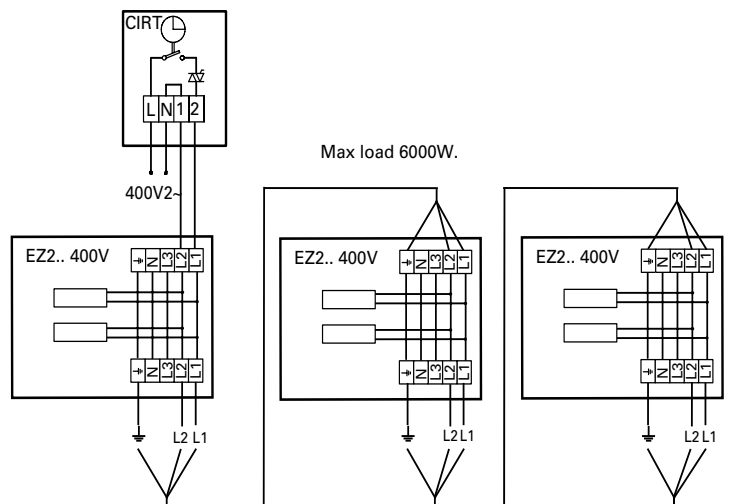 CIRT
L N 1 2
Max load 6000W.
400V2~
EZ2.. 400V
N L3 L2 L1
N L3 L2 L1
L2 L1
EZ2.. 400V
N L3 L2 L1
N L3 L2 L1
L2 L1
EZ2.. 400V
N L3 L2 L1
N L3 L2 L1
L2 L1